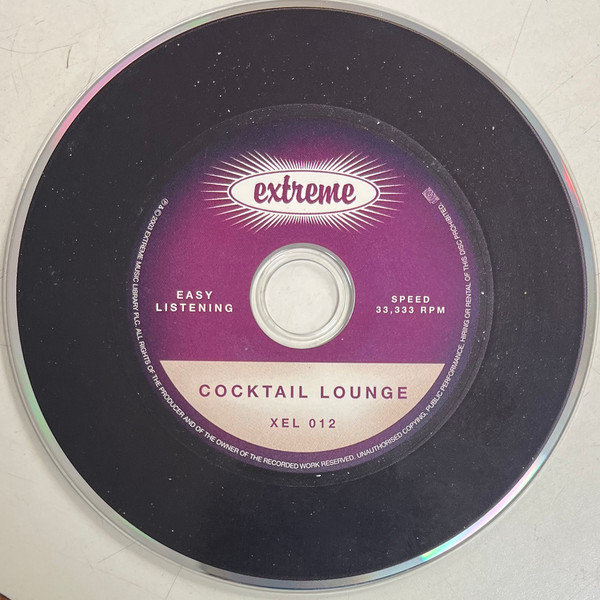 extreme
EASY
LISTENING
SPEED
33,333 RPM
COCKTAIL LOUNGE
XEL 012
℗ & © 2003 EXTREME MUSIC LIBRARY PLC. ALL RIGHTS OF THE PRODUCER AND OF THE OWNER OF THE RECORDED WORK RESERVED. UNAUTHORISED COPYING, PUBLIC PERFORMANCE, HIRING OR RENTAL OF THIS DISC PROHIBITED.